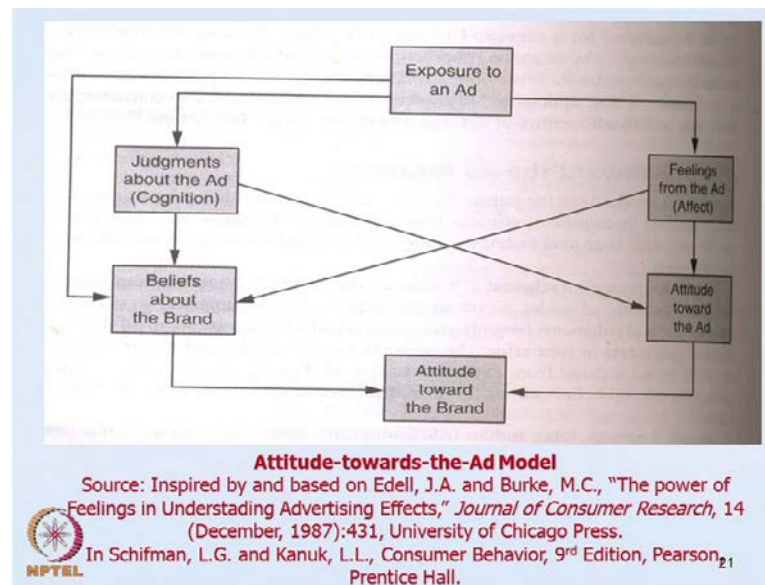 Exposure to
an Ad
Judgments
about the Ad
(Cognition)
Feelings
from the Ad
(Affect)
Beliefs
about
the Brand
Attitude
toward
the Ad
Attitude
toward
the Brand
Attitude-towards-the-Ad Model
Source: Inspired by and based on Edell, J.A. and Burke, M.C., “The power of
Feelings in Understading Advertising Effects,” Journal of Consumer Research, 14
(December, 1987):431, University of Chicago Press.
In Schifman, L.G. and Kanuk, L.L., Consumer Behavior, 9rd Edition, Pearson,
Prentice Hall.
21
NPTEL